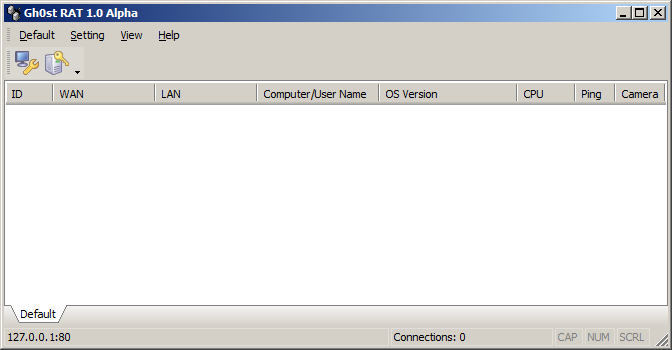 Gh0st RAT 1.0 Alpha
Default Setting View Help
ID WAN LAN Computer/User Name OS Version CPU Ping Camera
Default
127.0.0.1:80 Connections: 0 CAP NUM SCRL